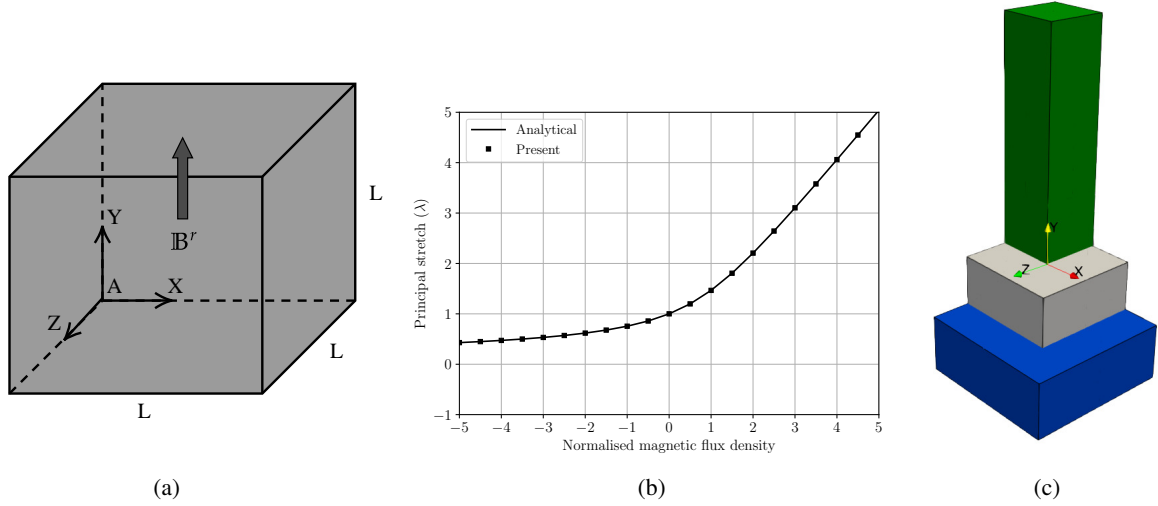 L
Y
𝔹ʳ
A
X
Z
L
L
(a)
5
4
3
2
1
0
−1
Principal stretch (λ)
Analytical
Present
−5 −4 −3 −2 −1 0 1 2 3 4 5
Normalised magnetic flux density
(b)
Y
Z
X
(c)